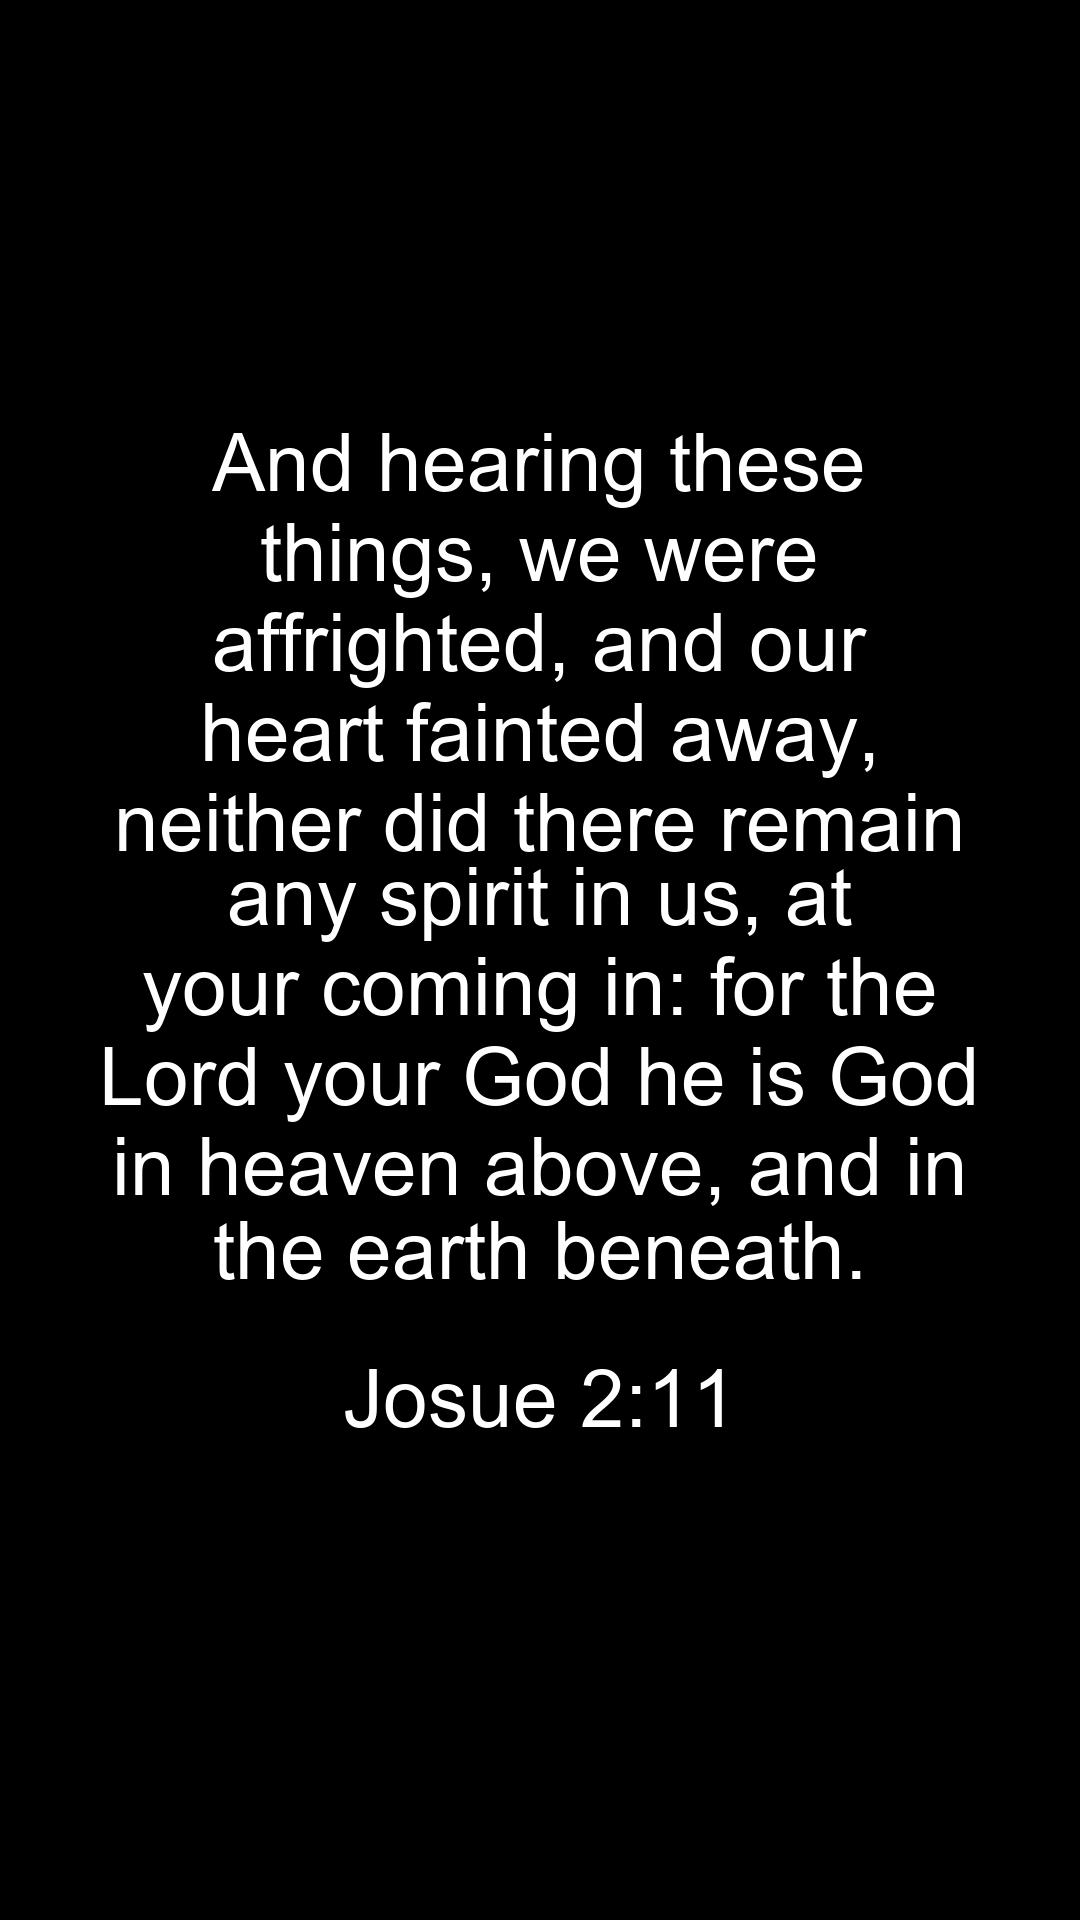 And hearing these
things, we were
affrighted, and our
heart fainted away,
neither did there remain
any spirit in us, at
your coming in: for the
Lord your God he is God
in heaven above, and in
the earth beneath.
Josue 2:11